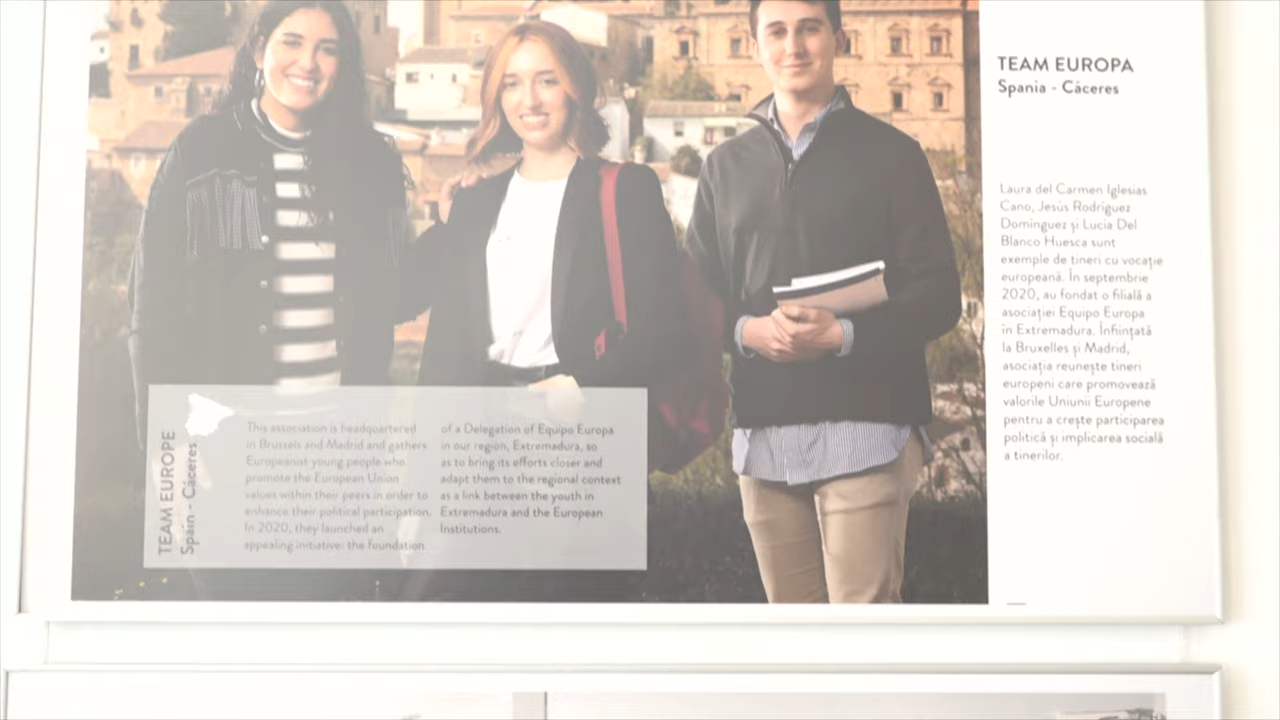 TEAM EUROPA
Spania - Cáceres
Laura del Carmen Iglesias
Cano, Jesús Rodríguez
Domínguez și Lucía Del
Blanco Huesca sunt
exemple de tineri cu vocație
europeană. În septembrie
2020, au fondat o filială a
asociației Equipo Europa
în Extremadura. Înființată
la Bruxelles și Madrid,
asociația reunește tineri
europeni care promovează
valorile Uniunii Europene
pentru a crește participarea
politică și implicarea socială
a tinerilor.
TEAM EUROPE
Spain - Cáceres
This association is headquartered
in Brussels and Madrid and gathers
Europeanist young people who
promote the European Union
values within their peers in order to
enhance their political participation.
In 2020, they launched an
appealing initiative: the foundation
of a Delegation of Equipo Europa
in our region, Extremadura, so
as to bring its efforts closer and
adapt them to the regional context
as a link between the youth in
Extremadura and the European
Institutions.